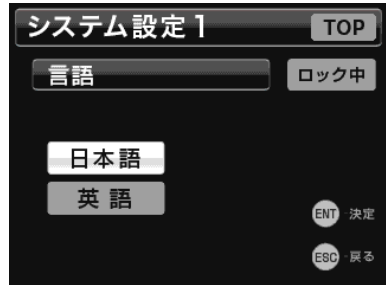 システム設定1 TOP
言語 ロック中
日本語
英語
ENT・決定
ESC・戻る